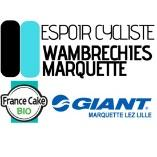 ESPOIR CYCLISTE
WAMBRECHIES
MARQUETTE
France Cake
BIO
GIANT
MARQUETTE LEZ LILLE